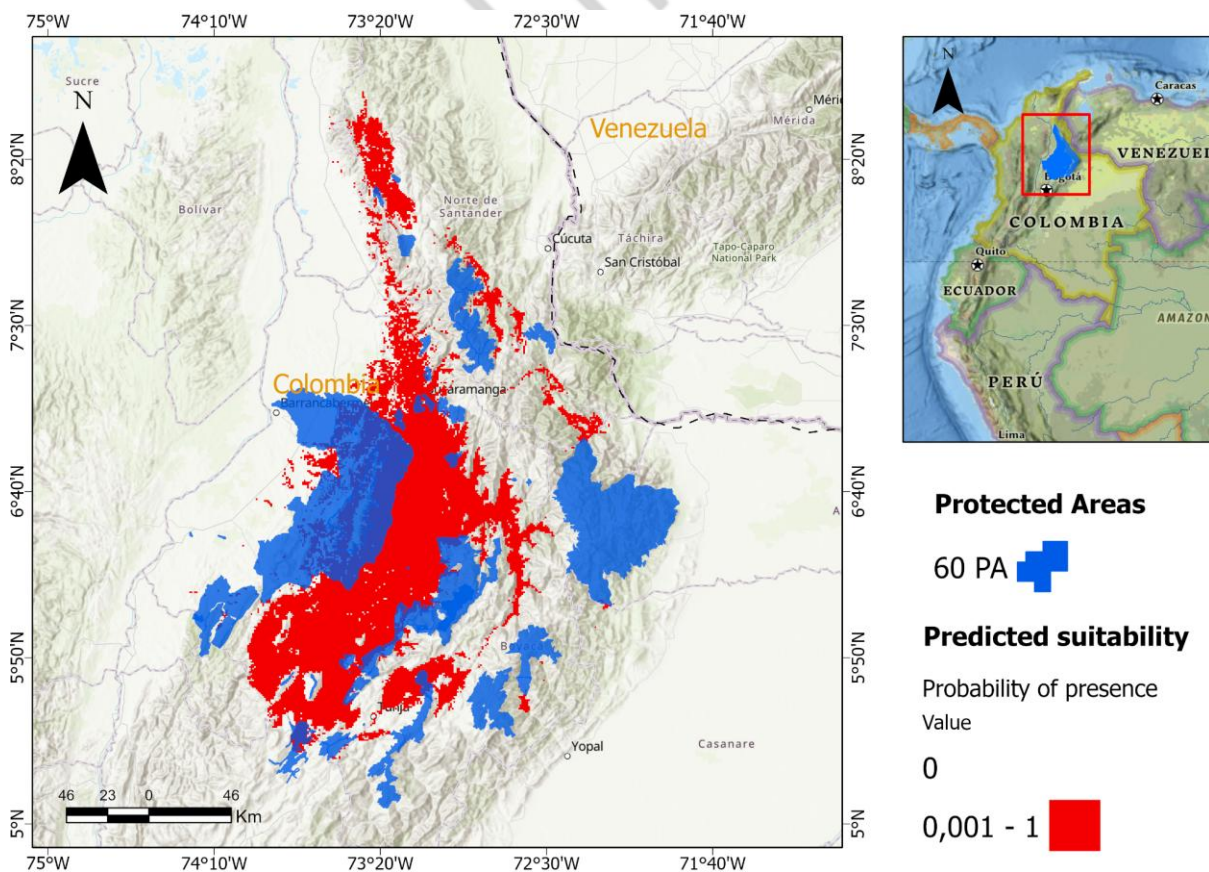 75°W 74°10'W 73°20'W 72°30'W 71°40'W
Sucre
N
Méri
Mérida
Venezuela
8°20'N
8°20'N
Bolívar
Norte de
Santander
Cúcuta
Táchira
San Cristóbal
Tapo-Caparo
National Park
7°30'N
7°30'N
Colombia
6°40'N
6°40'N
A
5°50'N
5°50'N
Tunja
Yopal
Casanare
46 23 0 46
Km
5°N
5°N
75°W 74°10'W 73°20'W 72°30'W 71°40'W
N
Caracas
VENEZUEL
Bogotá
COLOMBIA
Quito
ECUADOR
AMAZON
PERÚ
Lima
Protected Areas
60 PA
Predicted suitability
Probability of presence
Value
0
0,001 - 1